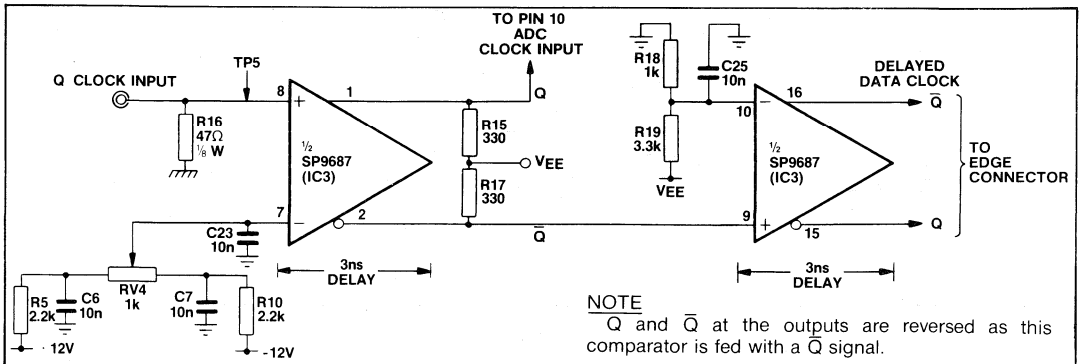 TO PIN 10
ADC
CLOCK INPUT
Q CLOCK INPUT
TP5
8
+
1
Q
R16
47Ω
⅛ W
½
SP9687
(IC3)
R15
330
VEE
R17
330
7
−
2
Q̅
C23
10n
3ns
DELAY
R5
2.2k
C6
10n
RV4
1k
C7
10n
R10
2.2k
· 12V
-12V
R18
1k
C25
10n
R19
3.3k
VEE
10
−
16
DELAYED
DATA CLOCK
Q̅
½
SP9687
(IC3)
9
+
15
Q
TO
EDGE
CONNECTOR
3ns
DELAY
NOTE
Q and Q̅ at the outputs are reversed as this
comparator is fed with a Q̅ signal.